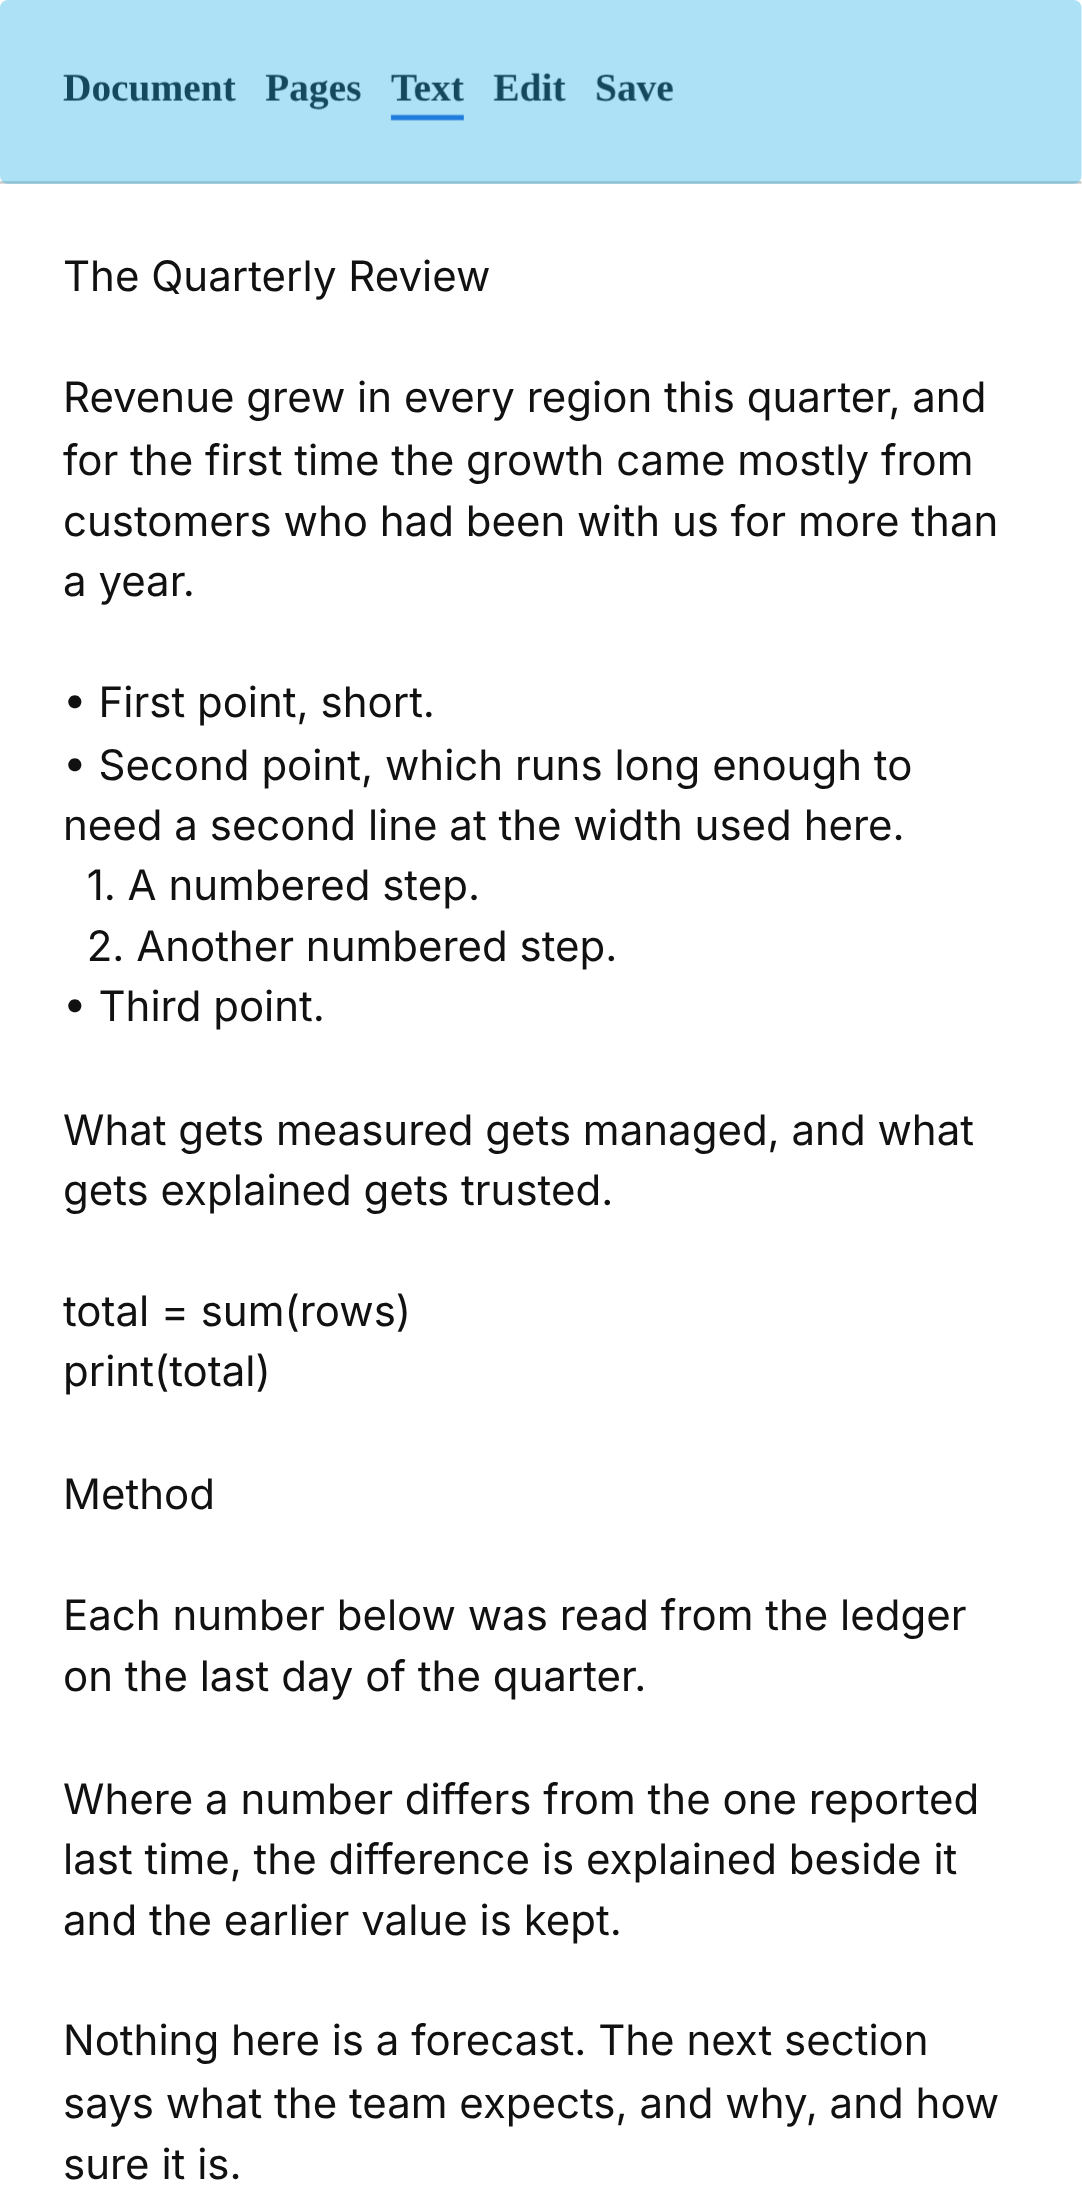 Document Pages Text Edit Save
The Quarterly Review
Revenue grew in every region this quarter, and
for the first time the growth came mostly from
customers who had been with us for more than
a year.
• First point, short.
• Second point, which runs long enough to
need a second line at the width used here.
1. A numbered step.
2. Another numbered step.
• Third point.
What gets measured gets managed, and what
gets explained gets trusted.
total = sum(rows)
print(total)
Method
Each number below was read from the ledger
on the last day of the quarter.
Where a number differs from the one reported
last time, the difference is explained beside it
and the earlier value is kept.
Nothing here is a forecast. The next section
says what the team expects, and why, and how
sure it is.